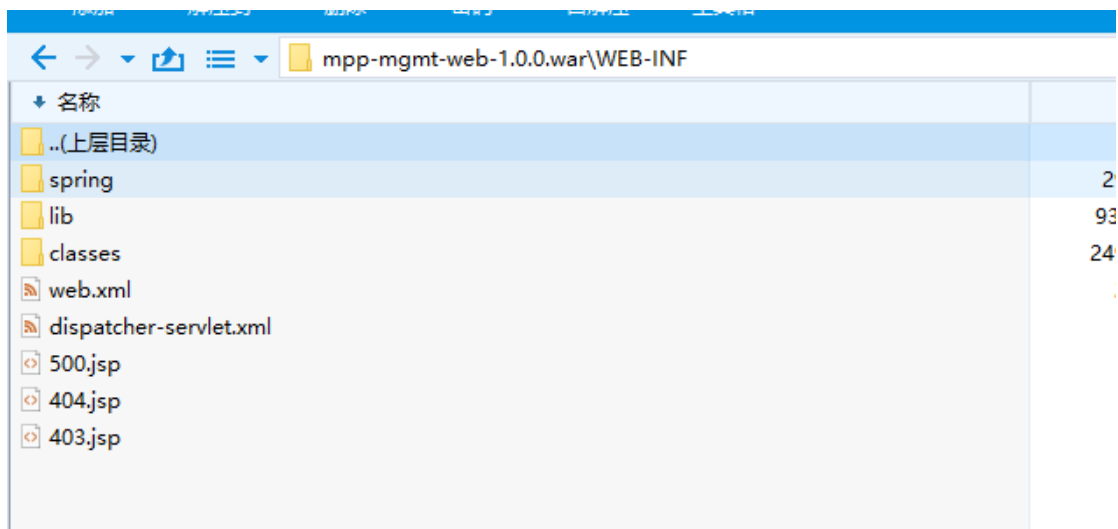 mpp-mgmt-web-1.0.0.war\WEB-INF
名称
..(上层目录)
spring
lib
classes
web.xml
dispatcher-servlet.xml
500.jsp
404.jsp
403.jsp